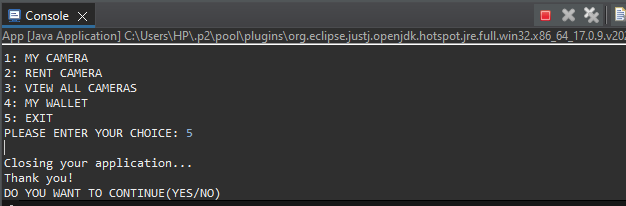 Console
App [Java Application] C:\Users\HP\.p2\pool\plugins\org.eclipse.justj.openjdk.hotspot.jre.full.win32.x86_64_17.0.9.v202
1: MY CAMERA
2: RENT CAMERA
3: VIEW ALL CAMERAS
4: MY WALLET
5: EXIT
PLEASE ENTER YOUR CHOICE: 5
Closing your application...
Thank you!
DO YOU WANT TO CONTINUE(YES/NO)